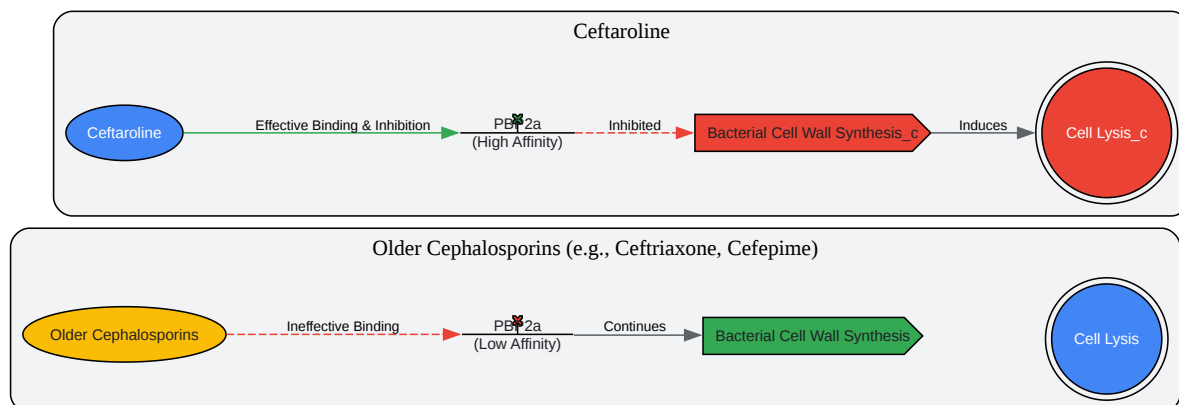 Ceftaroline
Ceftaroline
Effective Binding & Inhibition
PBP2a
(High Affinity)
Inhibited
Bacterial Cell Wall Synthesis_c
Induces
Cell Lysis_c
Older Cephalosporins (e.g., Ceftriaxone, Cefepime)
Older Cephalosporins
Ineffective Binding
PBP2a
(Low Affinity)
Continues
Bacterial Cell Wall Synthesis
Cell Lysis